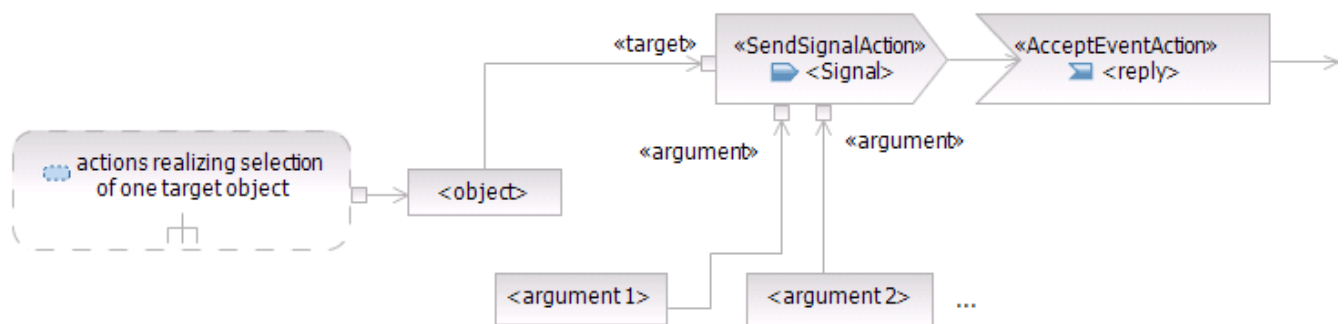 «target»
«SendSignalAction»
<Signal>
«AcceptEventAction»
<reply>
«argument»
«argument»
actions realizing selection
of one target object
<object>
<argument 1>
<argument 2>
...